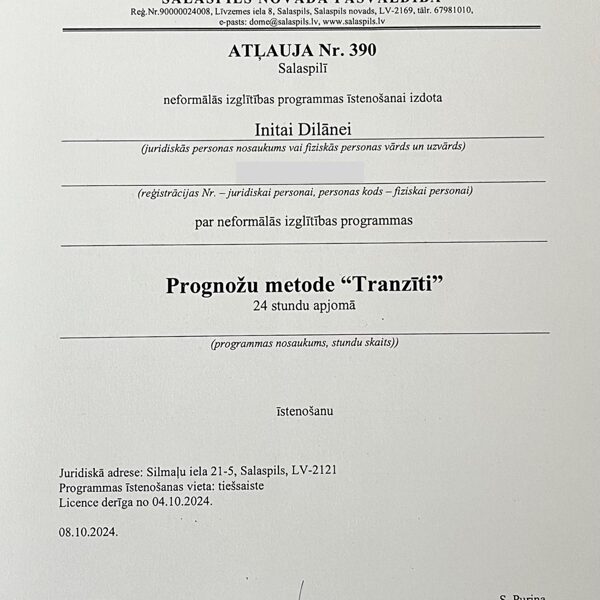 SALASPILS NOVADA PAŠVALDĪBA
Reģ.Nr.90000024008, Līvzemes iela 8, Salaspils, Salaspils novads, LV-2169, tālr. 67981010,
e-pasts: dome@salaspils.lv, www.salaspils.lv
ATĻAUJA Nr. 390
Salaspilī
neformālās izglītības programmas īstenošanai izdota
Initai Dilānei
(juridiskās personas nosaukums vai fiziskās personas vārds un uzvārds)
(reģistrācijas Nr. – juridiskai personai, personas kods – fiziskai personai)
par neformālās izglītības programmas
Prognožu metode “Tranzīti”
24 stundu apjomā
(programmas nosaukums, stundu skaits))
īstenošanu
Juridiskā adrese: Silmaļu iela 21-5, Salaspils, LV-2121
Programmas īstenošanas vieta: tiešsaiste
Licence derīga no 04.10.2024.
08.10.2024.
S. Puriņa